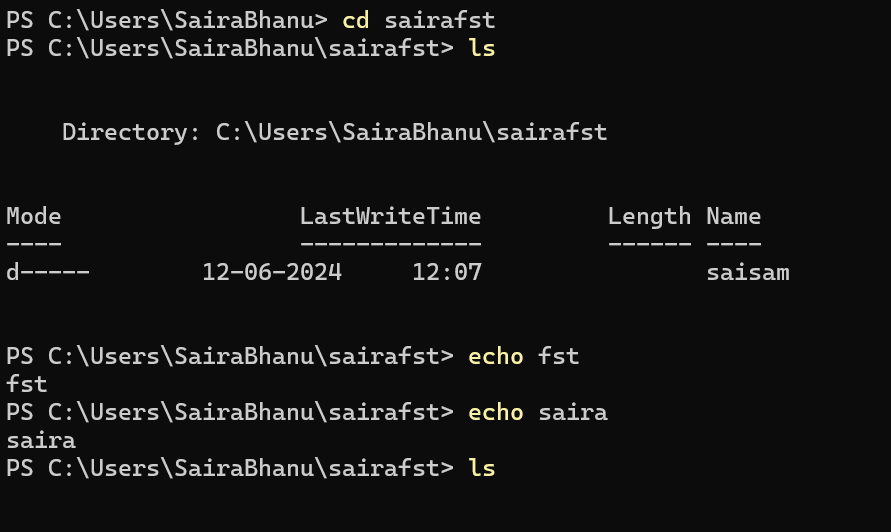 PS C:\Users\SairaBhanu> cd sairafst
PS C:\Users\SairaBhanu\sairafst> ls
Directory: C:\Users\SairaBhanu\sairafst
Mode                 LastWriteTime         Length Name
----                 -------------         ------ ----
d-----        12-06-2024     12:07                saisam
PS C:\Users\SairaBhanu\sairafst> echo fst
fst
PS C:\Users\SairaBhanu\sairafst> echo saira
saira
PS C:\Users\SairaBhanu\sairafst> ls